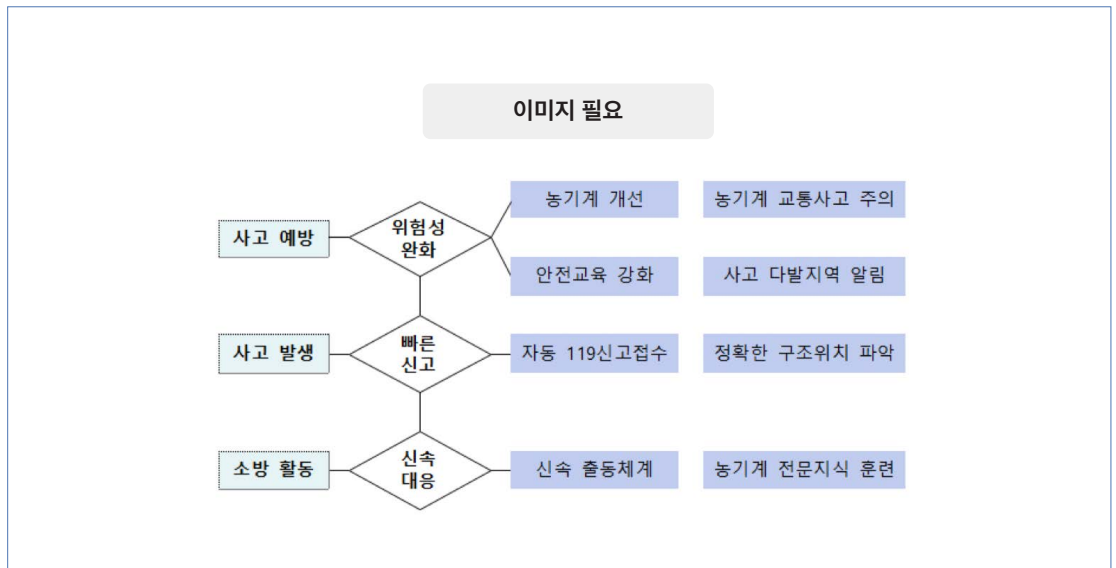 이미지 필요
농기계 개선
농기계 교통사고 주의
사고 예방
위험성
완화
안전교육 강화
사고 다발지역 알림
사고 발생
빠른
신고
자동 119신고접수
정확한 구조위치 파악
소방 활동
신속
대응
신속 출동체계
농기계 전문지식 훈련